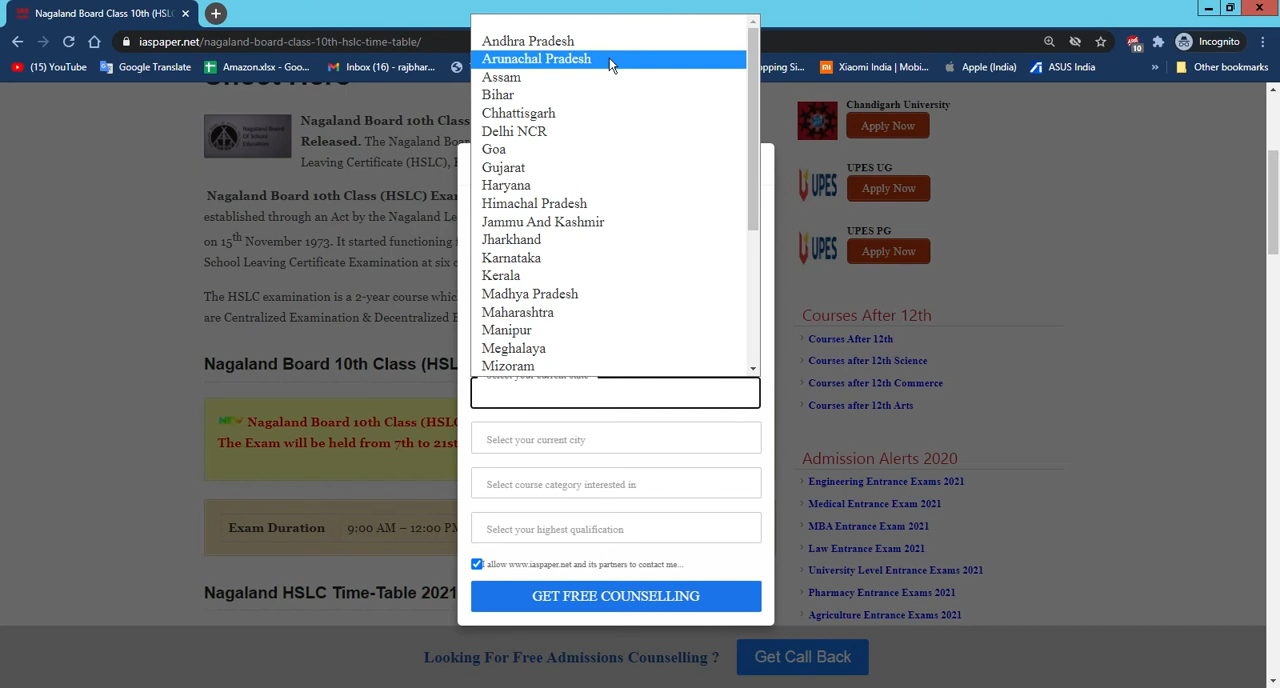 Nagaland Board Class 10th (HSL
iaspaper.net/nagaland-board-class-10th-hslc-time-table/
Incognito
(15) YouTube
Google Translate
Amazon.xlsx - Goo...
Inbox (16) - rajbhar...
pping Si...
Xiaomi India | Mobi...
Apple (India)
ASUS India
»
Other bookmarks
10
Nagaland Board 10th Class
Released. The Nagaland Boar
Leaving Certificate (HSLC), H
Nagaland Board 10th Class (HSLC) Exa
established through an Act by the Nagaland Le
on 15th November 1973. It started functioning
School Leaving Certificate Examination at six c
The HSLC examination is a 2-year course whic
are Centralized Examination & Decentralized E
Nagaland Board 10th Class (HSL
NEW Nagaland Board 10th Class (HSL
The Exam will be held from 7th to 21st
Exam Duration 9:00 AM – 12:00 PM
Nagaland HSLC Time-Table 2021
Andhra Pradesh
Arunachal Pradesh
Assam
Bihar
Chhattisgarh
Delhi NCR
Goa
Gujarat
Haryana
Himachal Pradesh
Jammu And Kashmir
Jharkhand
Karnataka
Kerala
Madhya Pradesh
Maharashtra
Manipur
Meghalaya
Mizoram
Select your current city
Select course category interested in
Select your highest qualification
I allow www.iaspaper.net and its partners to contact me...
GET FREE COUNSELLING
Chandigarh University
Apply Now
UPES UG
UPES
Apply Now
UPES PG
UPES
Apply Now
Courses After 12th
Courses After 12th
Courses after 12th Science
Courses after 12th Commerce
Courses after 12th Arts
Admission Alerts 2020
Engineering Entrance Exams 2021
Medical Entrance Exam 2021
MBA Entrance Exam 2021
Law Entrance Exam 2021
University Level Entrance Exams 2021
Pharmacy Entrance Exams 2021
Agriculture Entrance Exams 2021
Looking For Free Admissions Counselling ?
Get Call Back